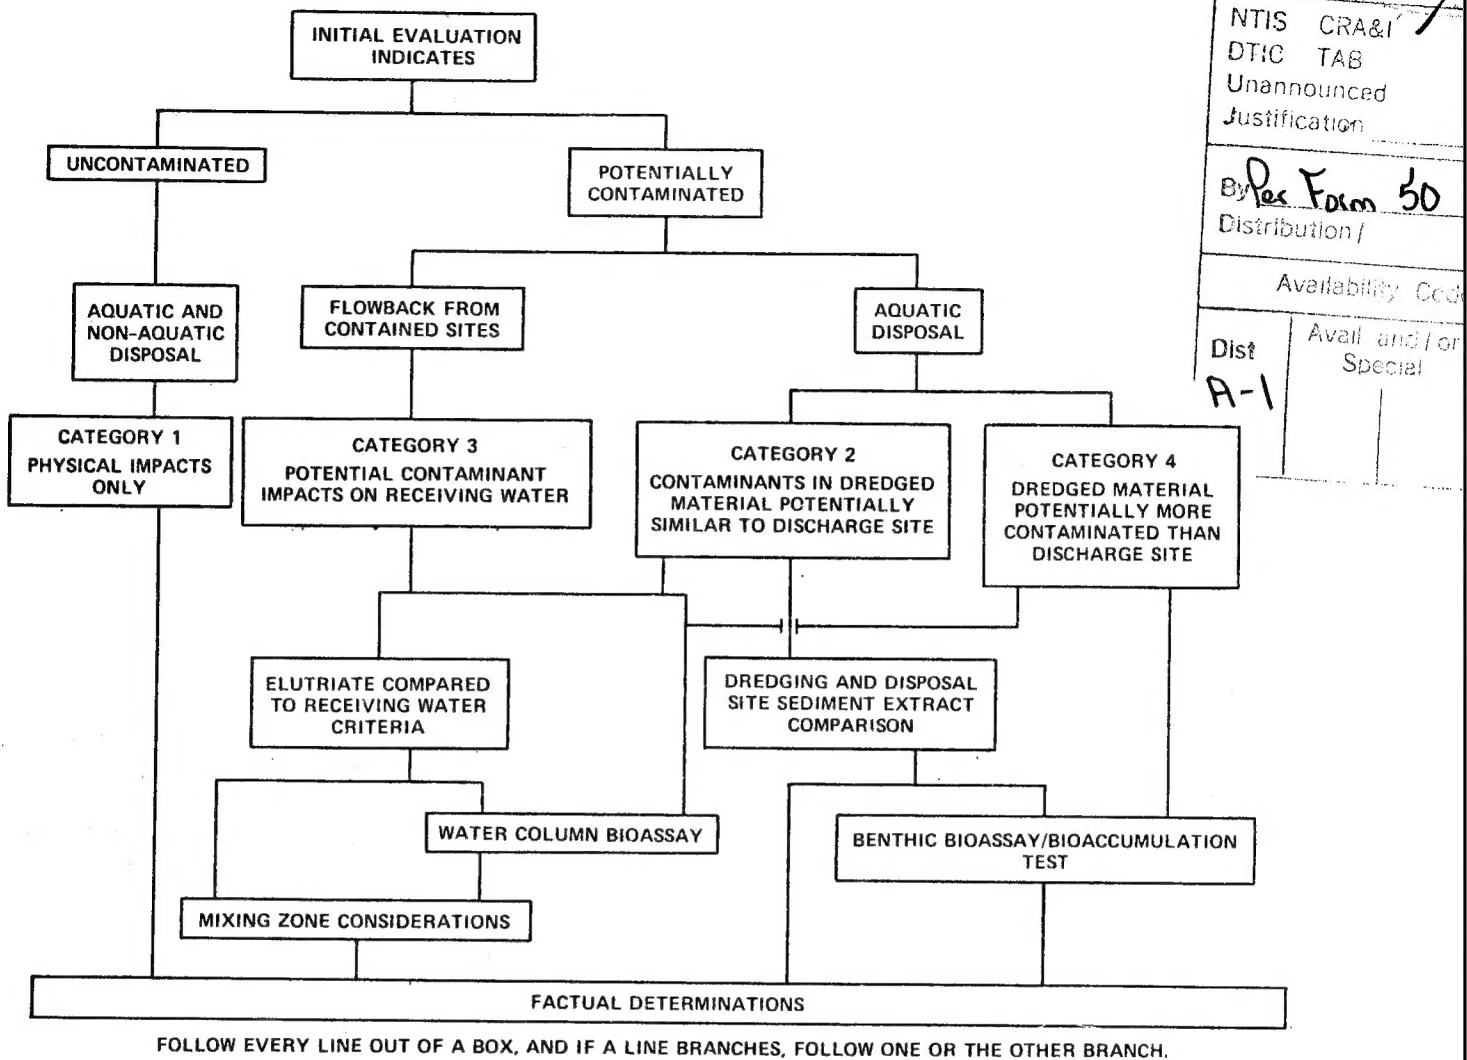 INITIAL EVALUATION
INDICATES
UNCONTAMINATED
POTENTIALLY
CONTAMINATED
AQUATIC AND
NON-AQUATIC
DISPOSAL
FLOWBACK FROM
CONTAINED SITES
AQUATIC
DISPOSAL
CATEGORY 1
PHYSICAL IMPACTS
ONLY
CATEGORY 3
POTENTIAL CONTAMINANT
IMPACTS ON RECEIVING WATER
CATEGORY 2
CONTAMINANTS IN DREDGED
MATERIAL POTENTIALLY
SIMILAR TO DISCHARGE SITE
CATEGORY 4
DREDGED MATERIAL
POTENTIALLY MORE
CONTAMINATED THAN
DISCHARGE SITE
ELUTRIATE COMPARED
TO RECEIVING WATER
CRITERIA
DREDGING AND DISPOSAL
SITE SEDIMENT EXTRACT
COMPARISON
WATER COLUMN BIOASSAY
BENTHIC BIOASSAY/BIOACCUMULATION
TEST
MIXING ZONE CONSIDERATIONS
FACTUAL DETERMINATIONS
FOLLOW EVERY LINE OUT OF A BOX, AND IF A LINE BRANCHES, FOLLOW ONE OR THE OTHER BRANCH.
NTIS CRA&I
DTIC TAB
Unannounced
Justification
By Per Form 50
Distribution /
Availability Cod
Dist
Avail and / or
Special
A-1